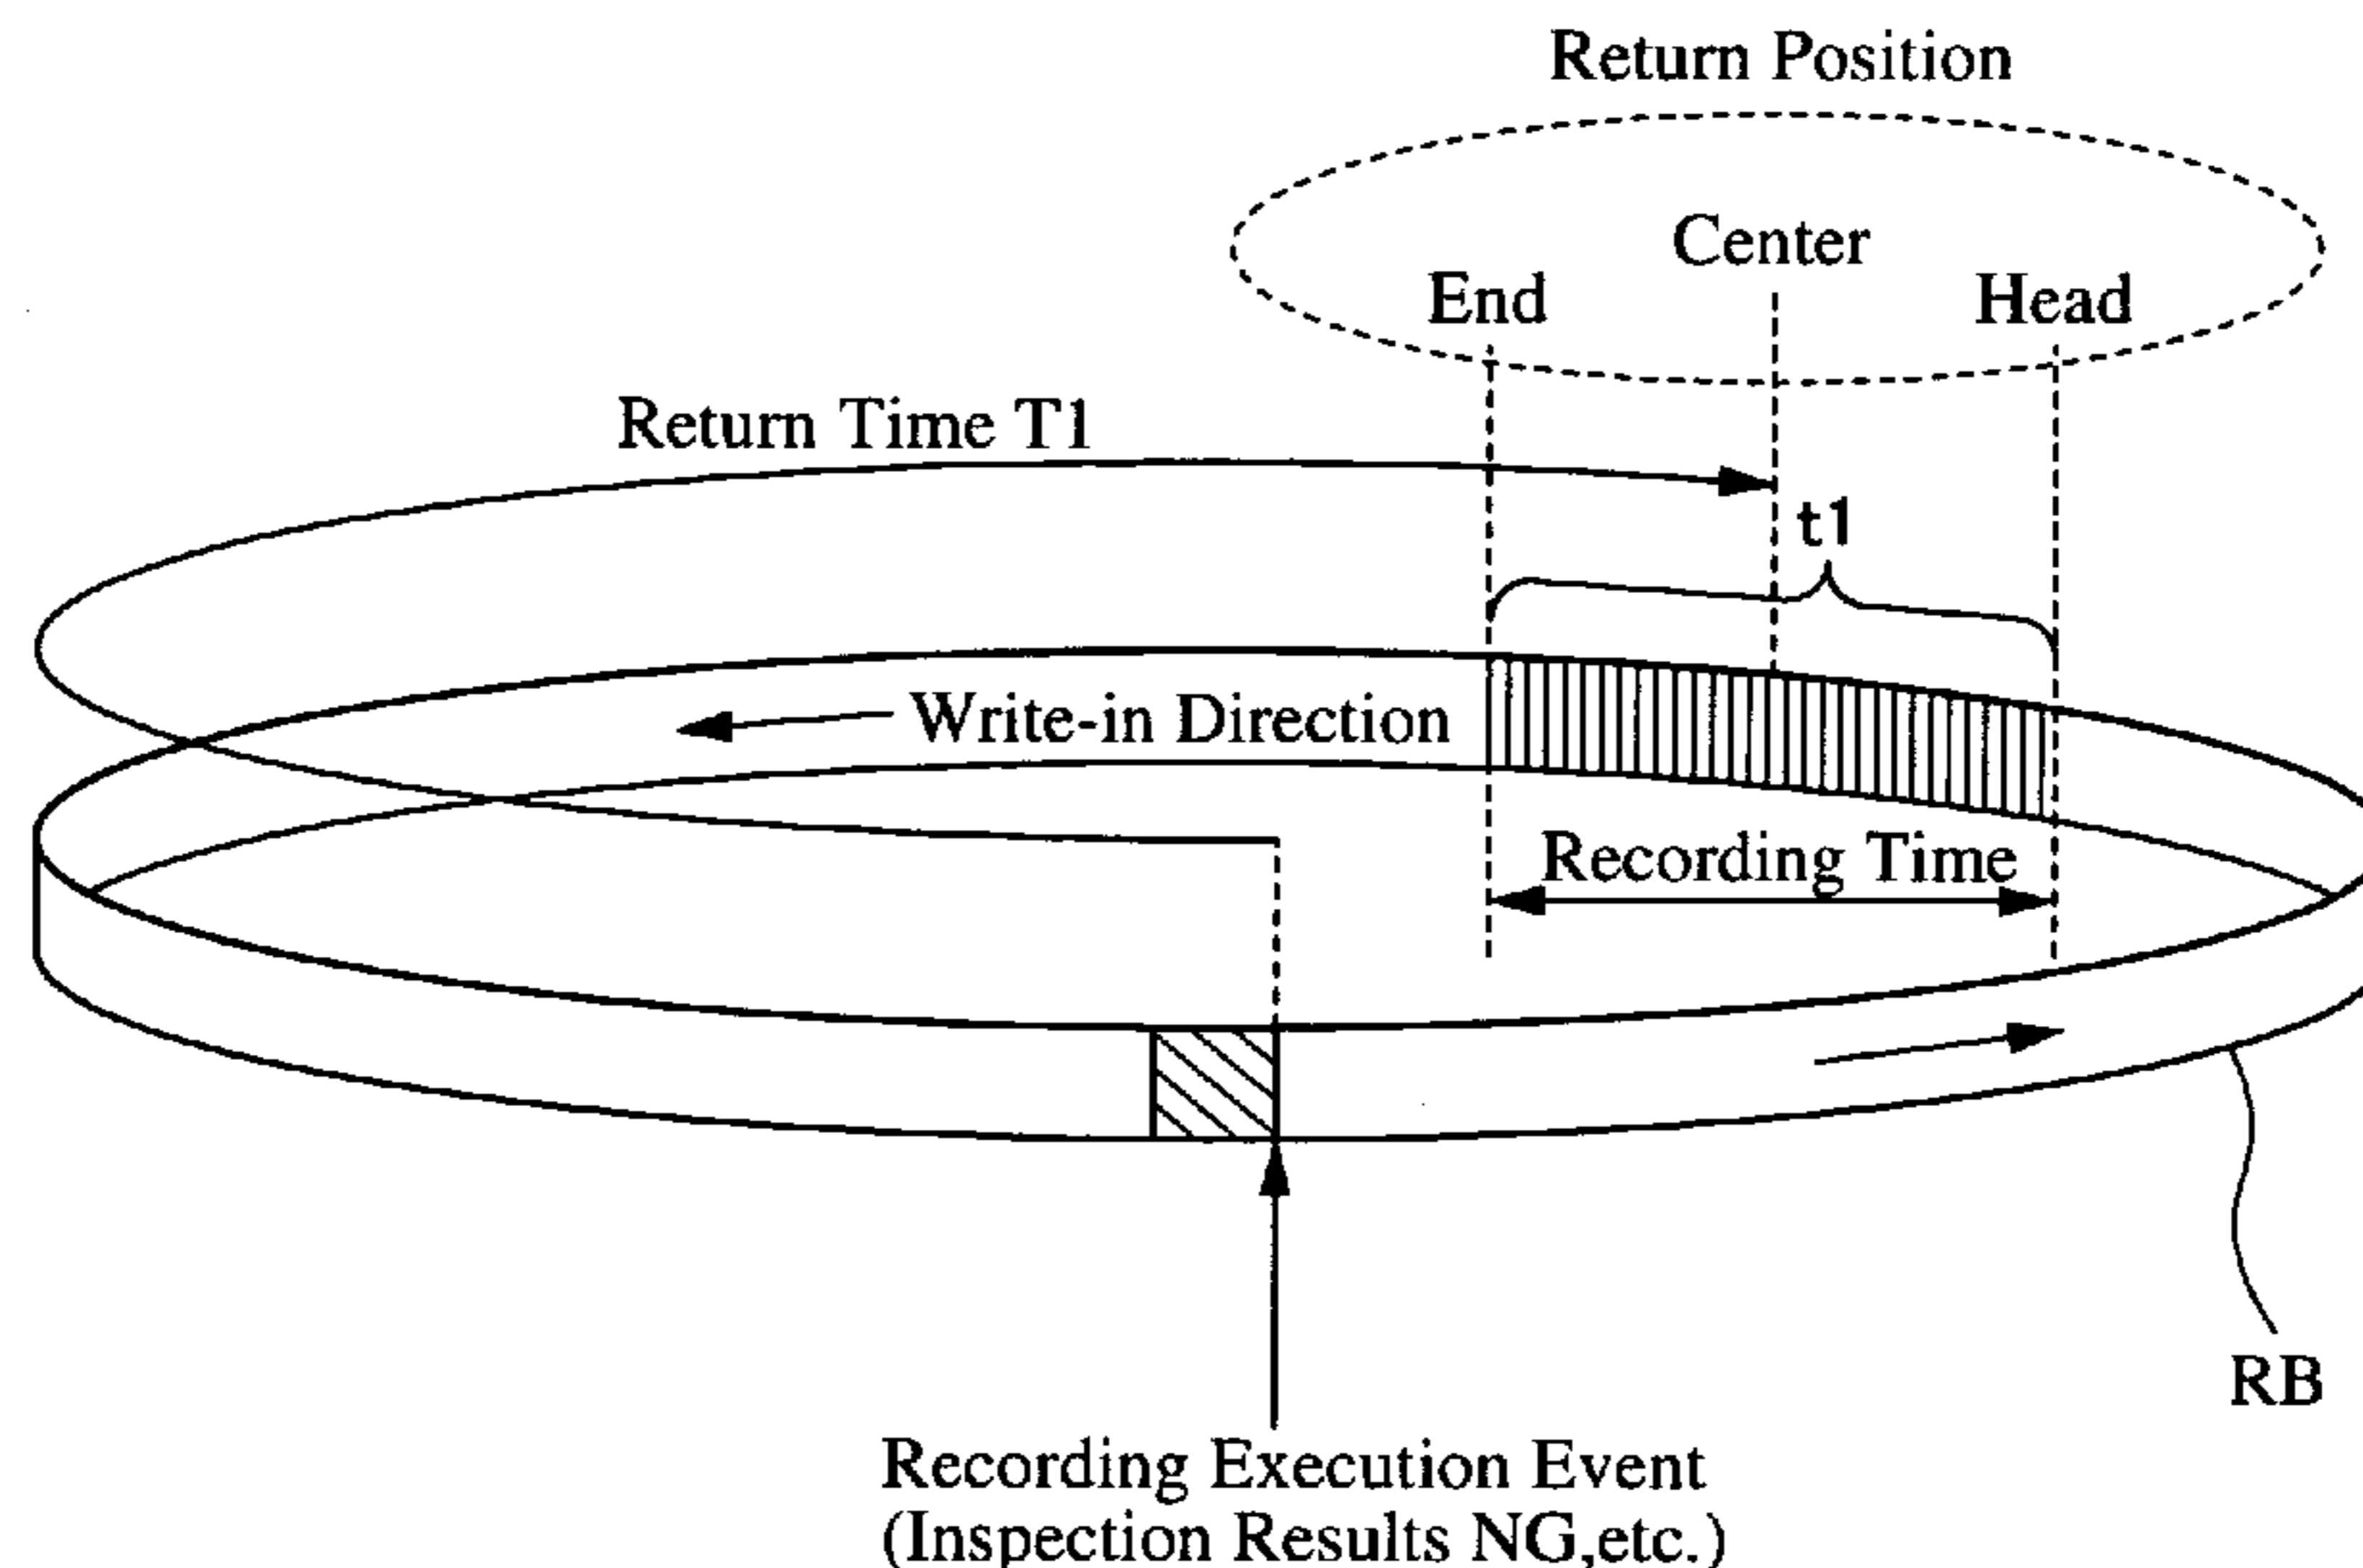 Return Position
Center
End
Head
Return Time T1
t1
Write-in Direction
Recording Time
RB
Recording Execution Event
(Inspection Results NG,etc.)